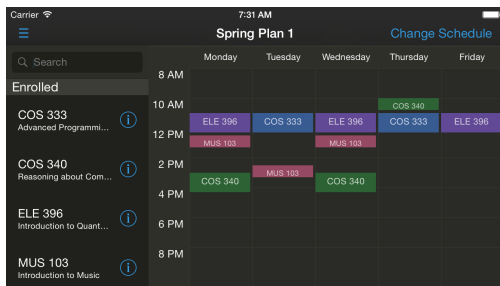 Carrier 7:31 AM
Spring Plan 1 Change Schedule
Search
Enrolled
COS 333
Advanced Programmi...
COS 340
Reasoning about Com...
ELE 396
Introduction to Quant...
MUS 103
Introduction to Music
Monday Tuesday Wednesday Thursday Friday
8 AM
10 AM
COS 340
ELE 396 COS 333 ELE 396 COS 333 ELE 396
12 PM
MUS 103 MUS 103
2 PM
MUS 103
COS 340 COS 340
4 PM
6 PM
8 PM